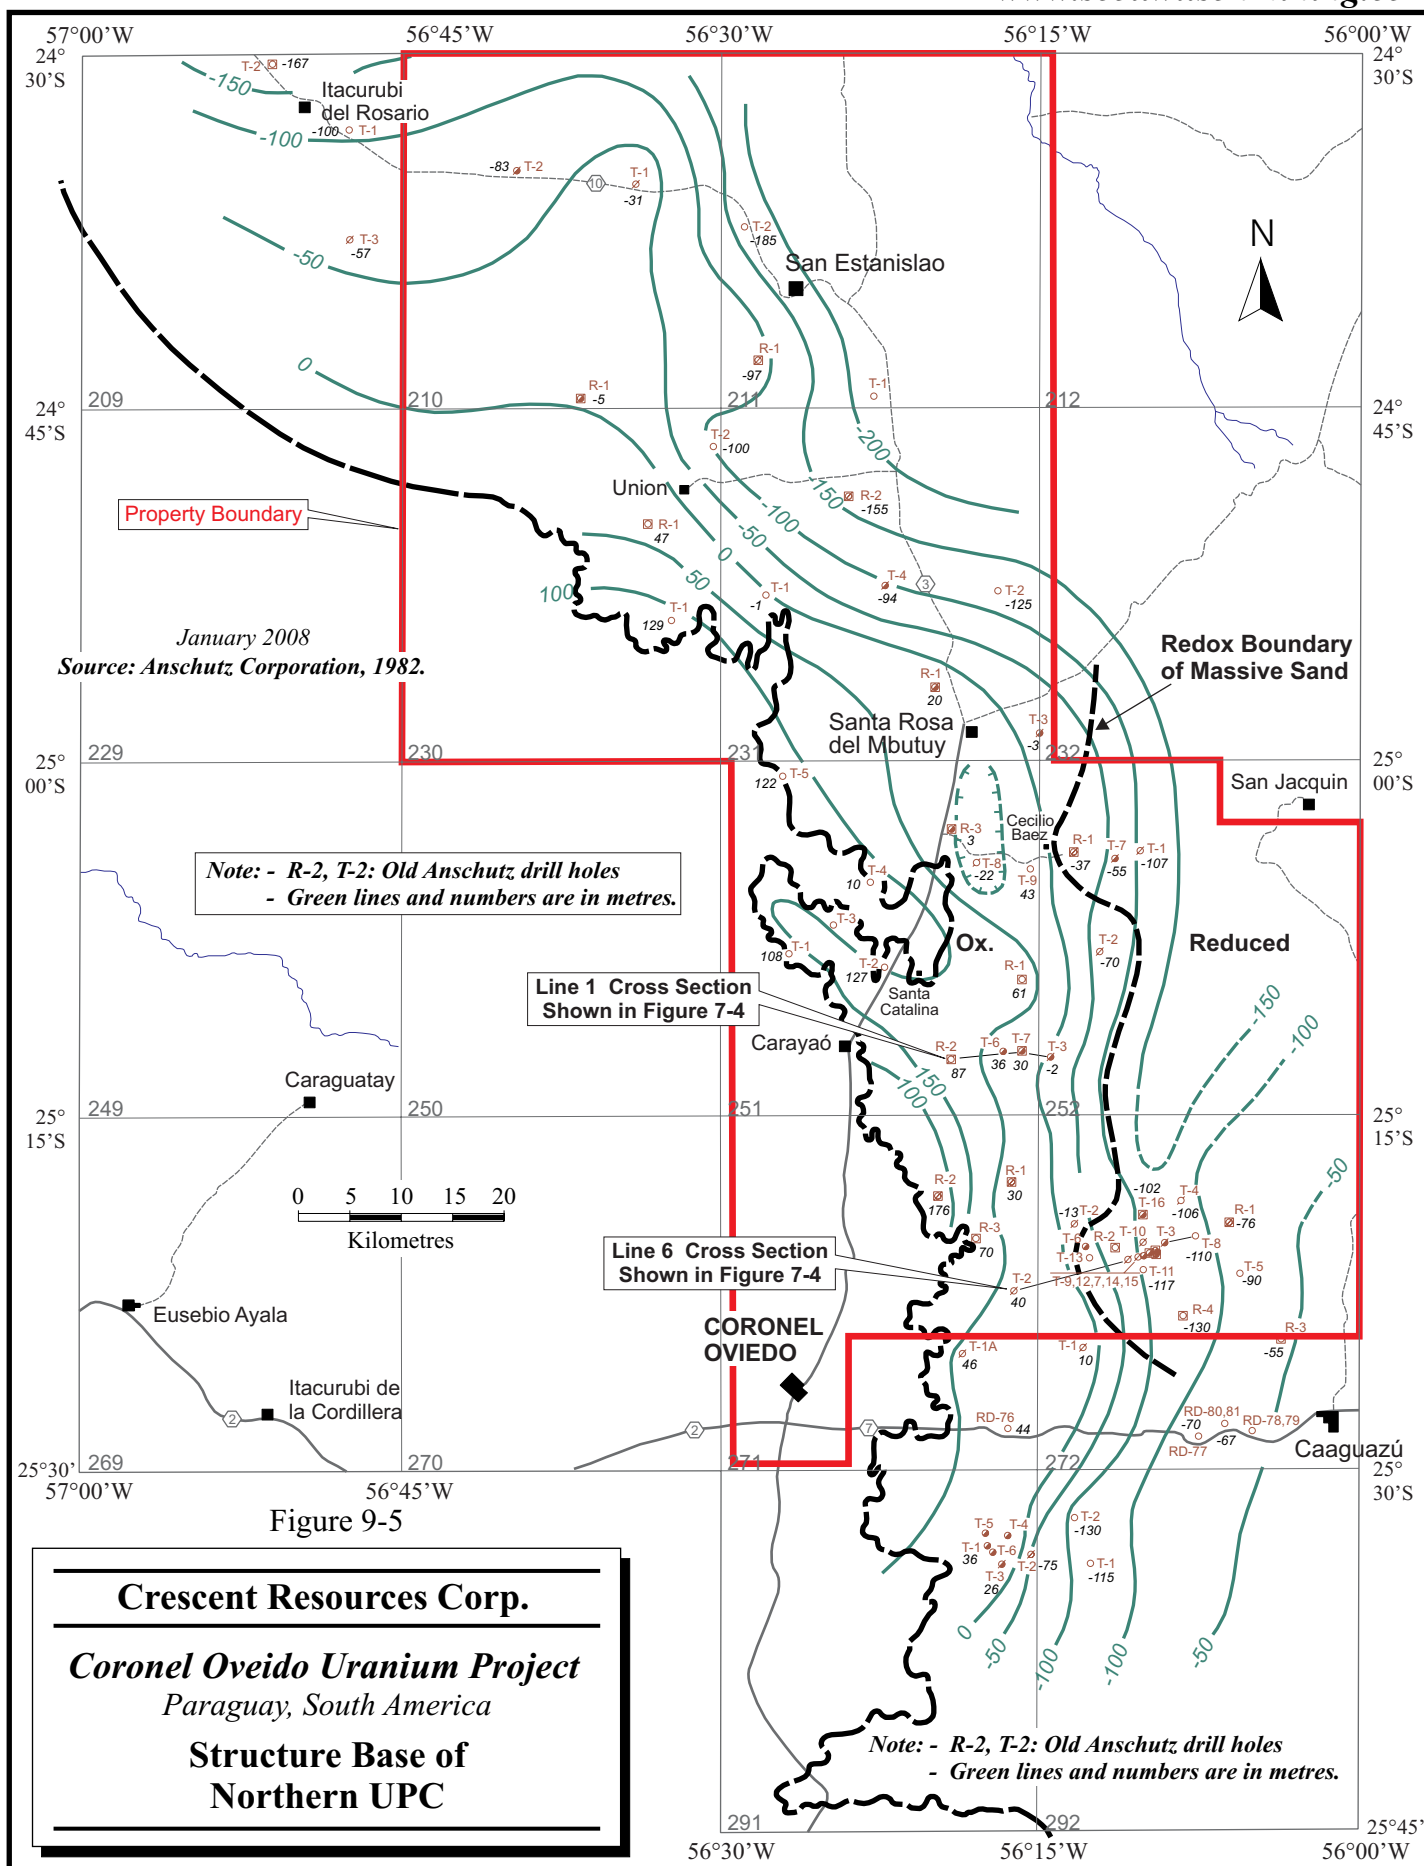 57°00'W
56°45'W
56°30'W
56°15'W
56°00'W
24°
30'S
24°
30'S
T-2
-167
-150
Itacurubi
del Rosario
-100
T-1
-100
-83
T-2
10
T-1
-31
T-2
-185
San Estanislao
N
T-3
-57
-50
0
R-1
-97
R-1
-5
T-1
209
210
211
212
24°
45'S
24°
45'S
T-2
-100
-200
Union
-150
R-2
-155
Property Boundary
R-1
47
-100
-50
0
50
100
T-1
-1
T-4
-94
3
T-2
-125
T-1
129
January 2008
Source: Anschutz Corporation, 1982.
Redox Boundary
of Massive Sand
R-1
20
Santa Rosa
del Mbutuy
T-3
-3
229
230
231
232
25°
00'S
25°
00'S
T-5
122
San Jacquin
R-3
3
Cecilio
Baez
R-1
-37
T-7
-55
T-1
-107
T-8
-22
T-9
43
Note: - R-2, T-2: Old Anschutz drill holes
- Green lines and numbers are in metres.
T-4
10
T-3
T-1
108
T-2
127
Ox.
T-2
-70
Reduced
R-1
61
Santa
Catalina
Line 1 Cross Section
Shown in Figure 7-4
-150
-100
Carayaó
R-2
87
T-6
36
T-7
30
T-3
-2
Caraguatay
150
100
249
250
251
252
25°
15'S
25°
15'S
-50
R-2
176
R-1
30
-102
T-16
T-4
-106
0 5 10 15 20
Kilometres
-13
T-2
R-1
-76
R-3
70
T-6
R-2
T-10
T-3
T-8
-110
T-13
T-11
-117
T-9,12,7,14,15
T-5
-90
Line 6 Cross Section
Shown in Figure 7-4
T-2
40
Eusebio Ayala
R-4
-130
CORONEL
OVIEDO
T-1A
46
T-1
10
R-3
-55
Itacurubi de
la Cordillera
2
2
7
RD-76
44
RD-80,81
-70
-67
RD-78,79
RD-77
Caaguazú
25°30'
269
270
271
272
25°
30'S
57°00'W
56°45'W
Figure 9-5
T-5
T-4
T-1
36
T-6
T-3
26
T-2
-75
T-2
-130
T-1
-115
0
-50
-100
-100
-50
Crescent Resources Corp.
Coronel Oveido Uranium Project
Paraguay, South America
Structure Base of
Northern UPC
Note: - R-2, T-2: Old Anschutz drill holes
- Green lines and numbers are in metres.
291
292
25°45'
56°30'W
56°15'W
56°00'W